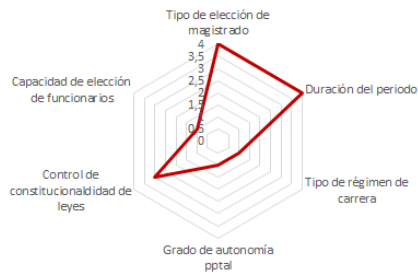 Tipo de elección de
magistrado
4
3,5
3
2,5
2
1,5
1
0,5
0
Duración del periodo
Tipo de régimen de
carrera
Grado de autonomía
pptal
Control de
constitucionaldidad de
leyes
Capacidad de elección
de funcionarios